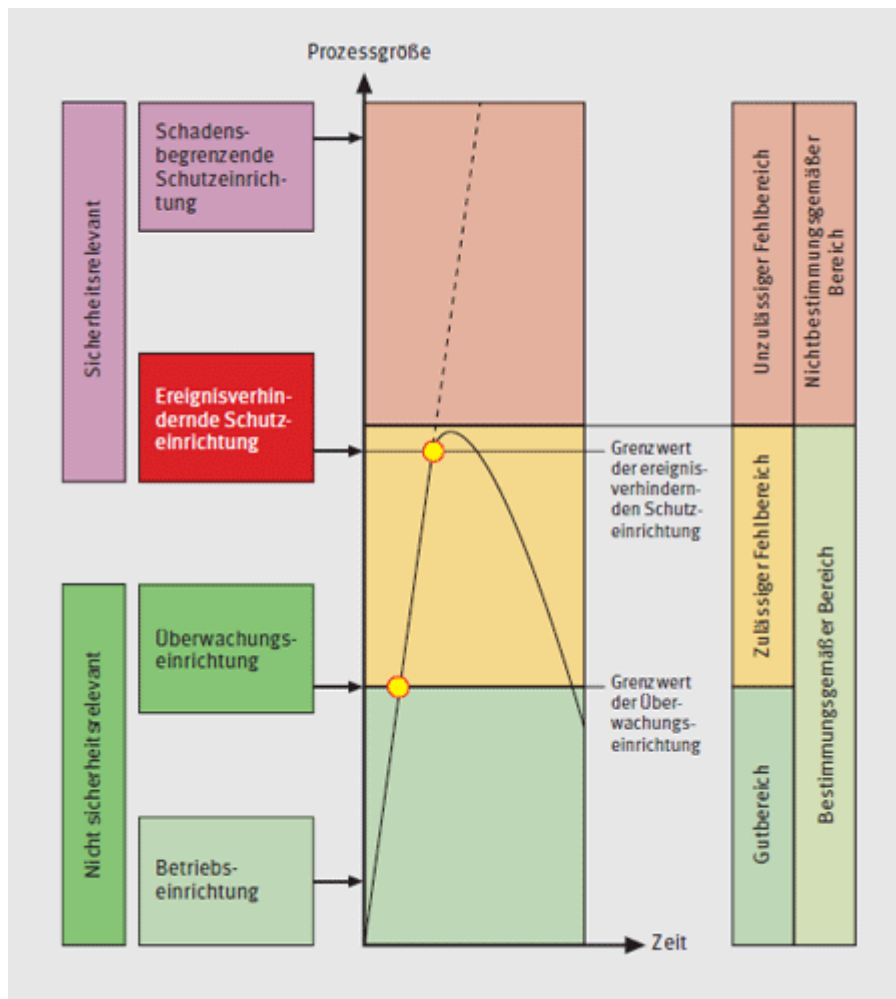 Prozessgröße
Sicherheitsrelevant
Schadens-
begrenzende
Schutzeinrich-
tung
Ereignisverhin-
dernde Schutz-
einrichtung
Nicht sicherheitsrelevant
Überwachungs-
einrichtung
Betriebs-
einrichtung
Grenzwert
der ereignis-
verhindern-
den Schutz-
einrichtung
Grenzwert
der Über-
wachungs-
einrichtung
Zeit
Unzulässiger Fehlbereich
Nichtbestimmungsgemäßer
Bereich
Zulässiger Fehlbereich
Gutbereich
Bestimmungsgemäßer Bereich